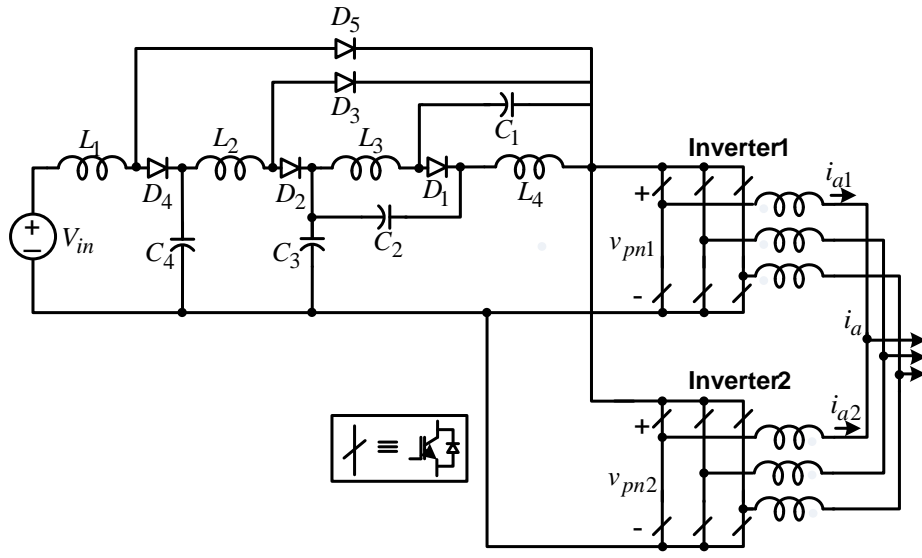 D5
D3
C1
L1
L2
L3
D4
D2
D1
L4
Inverter1
ia1
+
Vin
C4
C3
C2
+
vpn1
-
ia
Inverter2
ia2
+
vpn2
-
≡